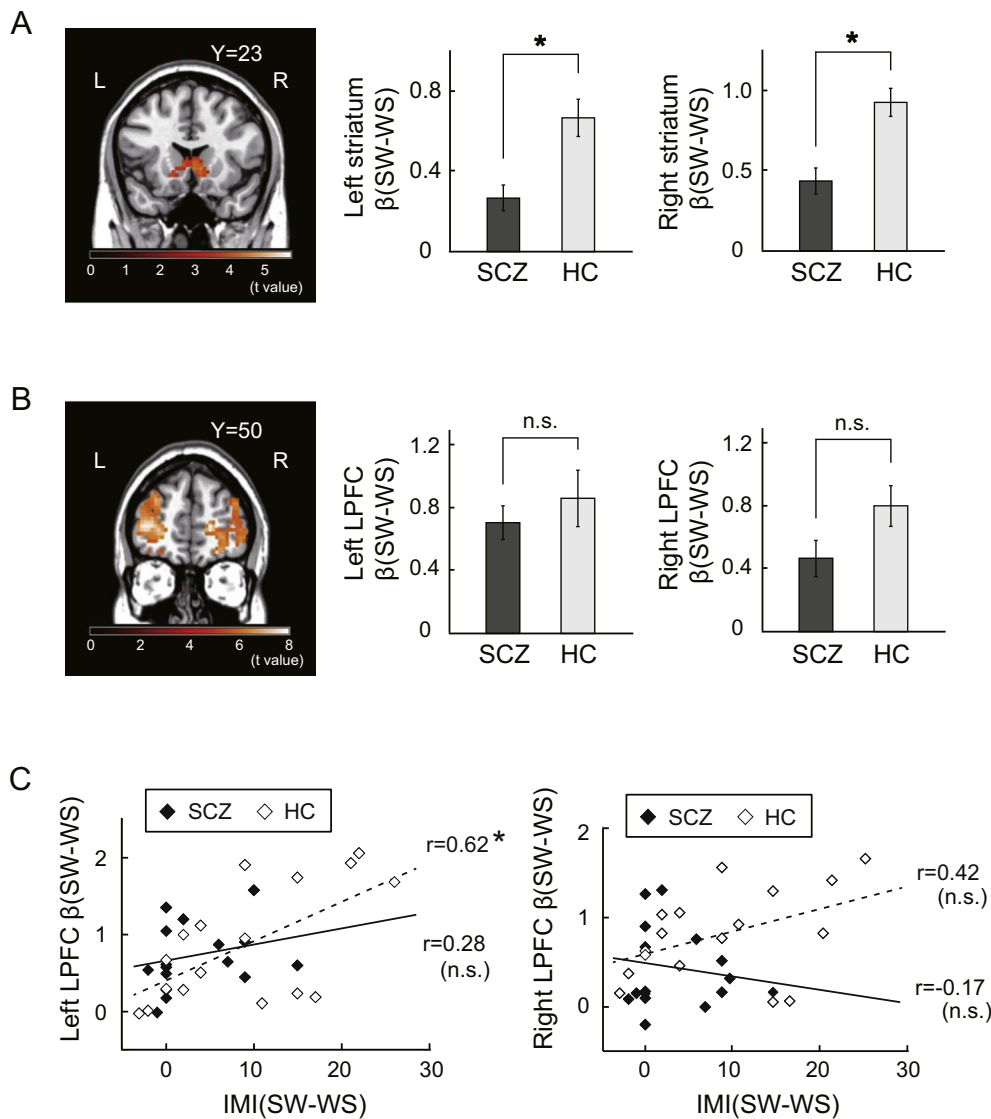 A
Y=23
L
R
0 1 2 3 4 5
(t value)
Left striatum
β(SW-WS)
0.8
0.4
0
*
SCZ HC
Right striatum
β(SW-WS)
1.0
0.5
0
*
SCZ HC
B
Y=50
L
R
0 2 4 6 8
(t value)
Left LPFC
β(SW-WS)
1.2
0.8
0.4
0
n.s.
SCZ HC
Right LPFC
β(SW-WS)
1.2
0.8
0.4
0
n.s.
SCZ HC
C
Left LPFC β(SW-WS)
SCZ HC
2
1
0
r=0.62*
r=0.28
(n.s.)
0 10 20 30
IMI(SW-WS)
Right LPFC β(SW-WS)
SCZ HC
2
1
0
r=0.42
(n.s.)
r=-0.17
(n.s.)
0 10 20 30
IMI(SW-WS)